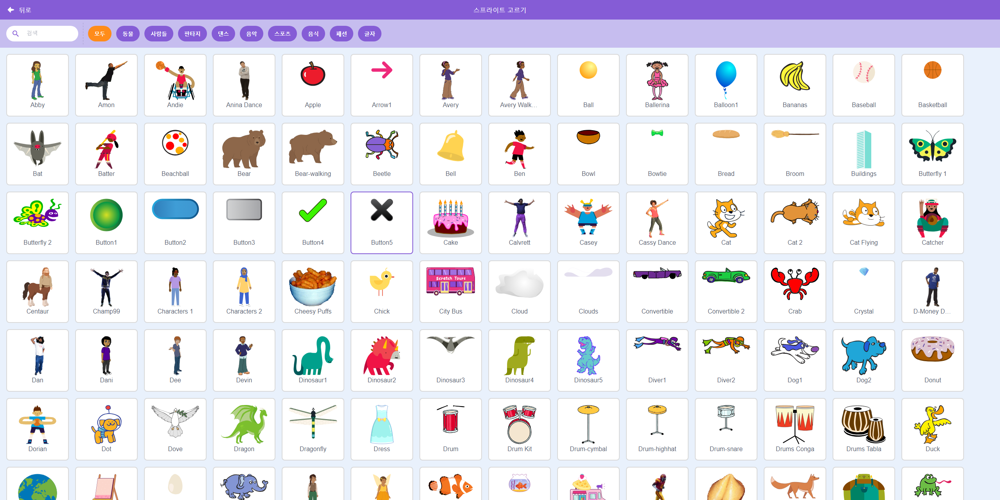 뒤로
스프라이트 고르기
검색
모두
동물
사람들
판타지
댄스
음악
스포츠
음식
패션
글자
Abby
Amon
Andie
Anina Dance
Apple
Arrow1
Avery
Avery Walk...
Ball
Ballerina
Balloon1
Bananas
Baseball
Basketball
Bat
Batter
Beachball
Bear
Bear-walking
Beetle
Bell
Ben
Bowl
Bowtie
Bread
Broom
Buildings
Butterfly 1
Butterfly 2
Button1
Button2
Button3
Button4
Button5
Cake
Calvrett
Casey
Cassy Dance
Cat
Cat 2
Cat Flying
Catcher
Centaur
Champ99
Characters 1
Characters 2
Cheesy Puffs
Chick
Scratch Tours
City Bus
Cloud
Clouds
Convertible
Convertible 2
Crab
Crystal
D-Money D...
Dan
Dani
Dee
Devin
Dinosaur1
Dinosaur2
Dinosaur3
Dinosaur4
Dinosaur5
Diver1
Diver2
Dog1
Dog2
Donut
Dorian
Dot
Dove
Dragon
Dragonfly
Dress
Drum
Drum Kit
Drum-cymbal
Drum-highhat
Drum-snare
Drums Conga
Drums Tabla
Duck